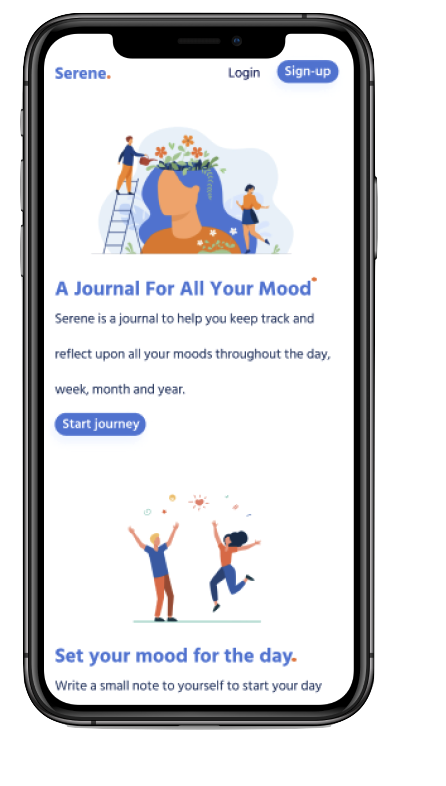 Serene.
Login
Sign-up
A Journal For All Your Mood
Serene is a journal to help you keep track and
reflect upon all your moods throughout the day,
week, month and year.
Start journey
Set your mood for the day.
Write a small note to yourself to start your day